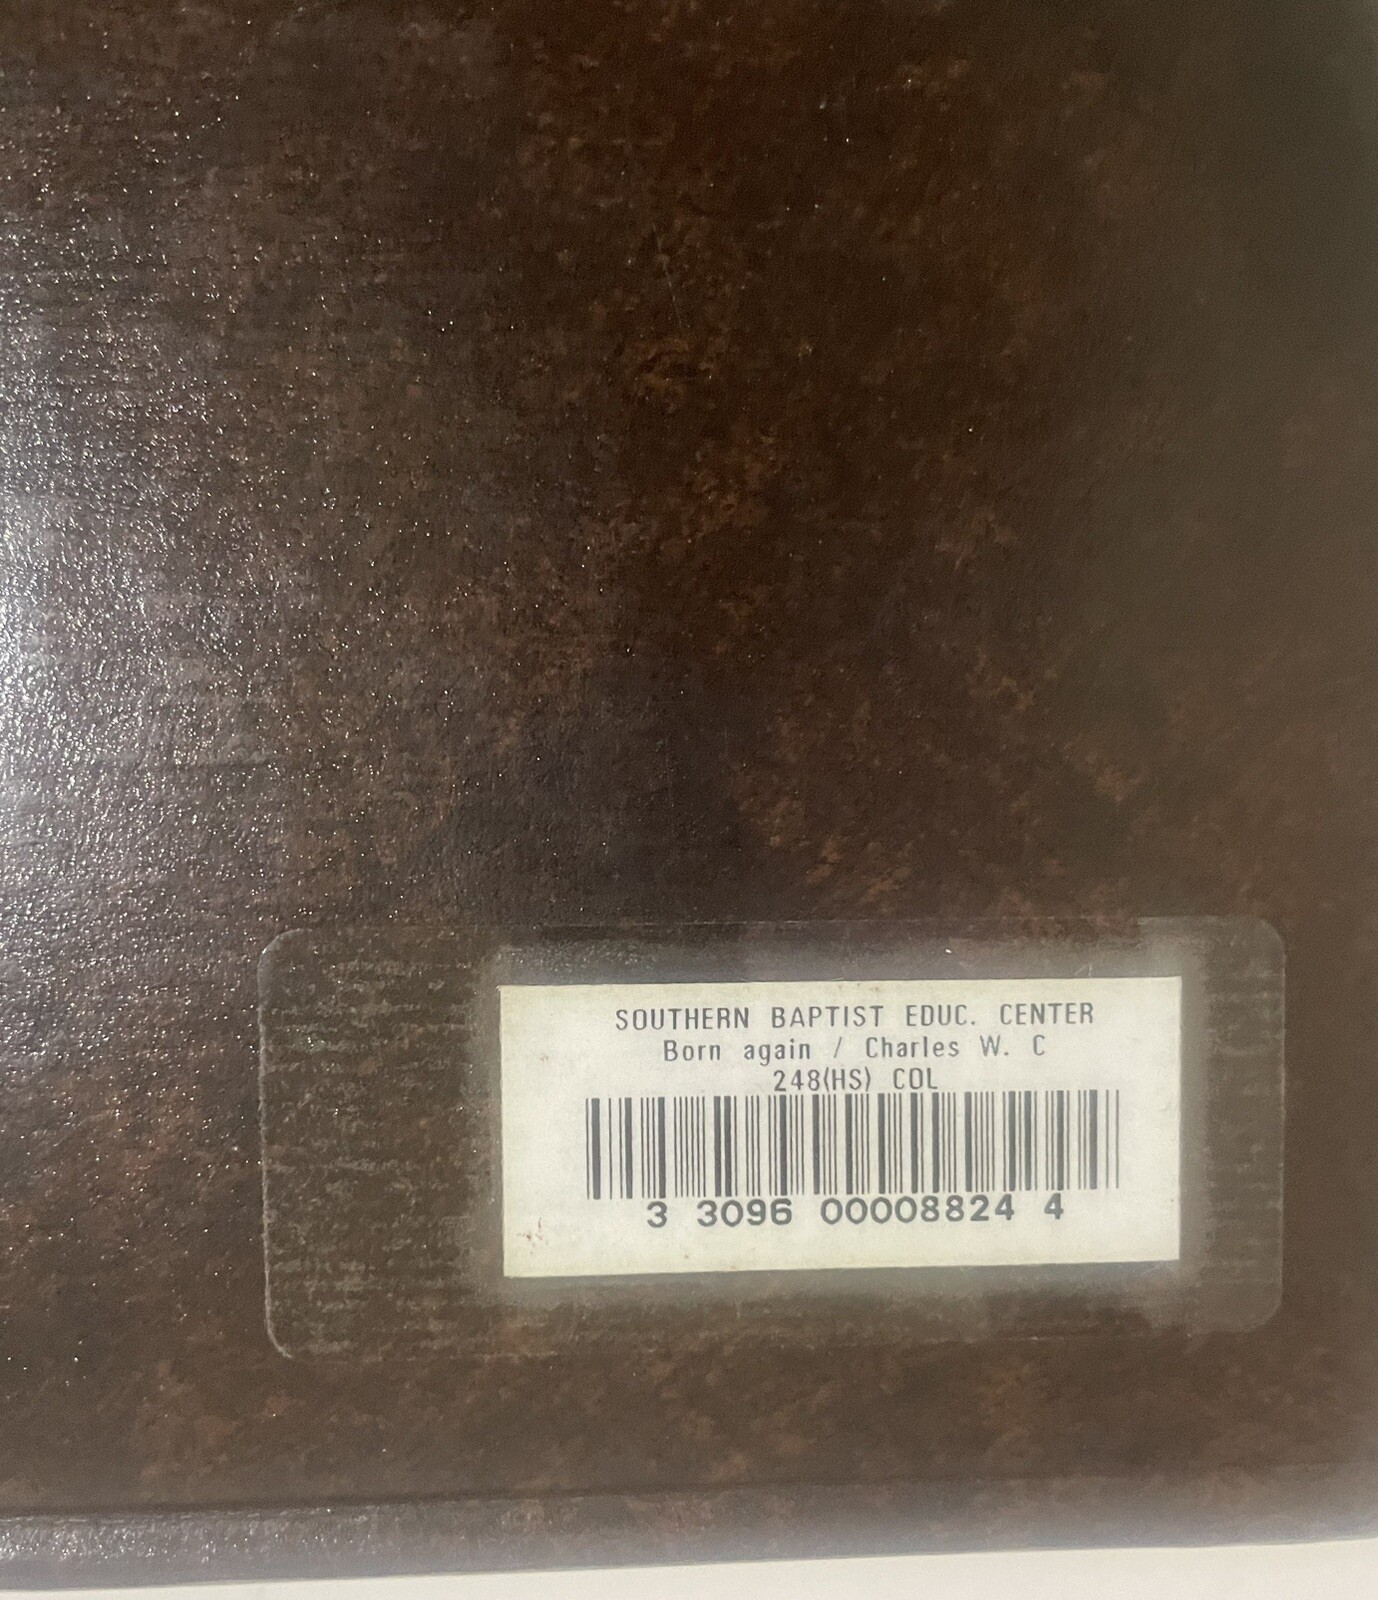 SOUTHERN BAPTIST EDUC. CENTER
Born again / Charles W. C
248(HS) COL
3 3096 00008824 4